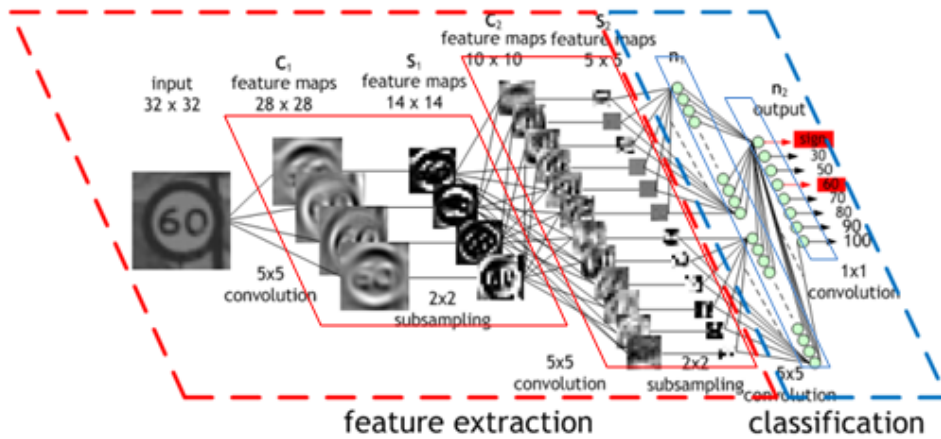 input
32 x 32
C₁
feature maps
28 x 28
S₁
feature maps
14 x 14
C₂
feature maps
10 x 10
S₂
feature maps
5 x 5
n₁
n₂
output
60
sign
30
50
60
70
80
90
100
5x5
convolution
2x2
subsampling
5x5
convolution
2x2
subsampling
5x5
convolution
1x1
convolution
feature extraction
classification